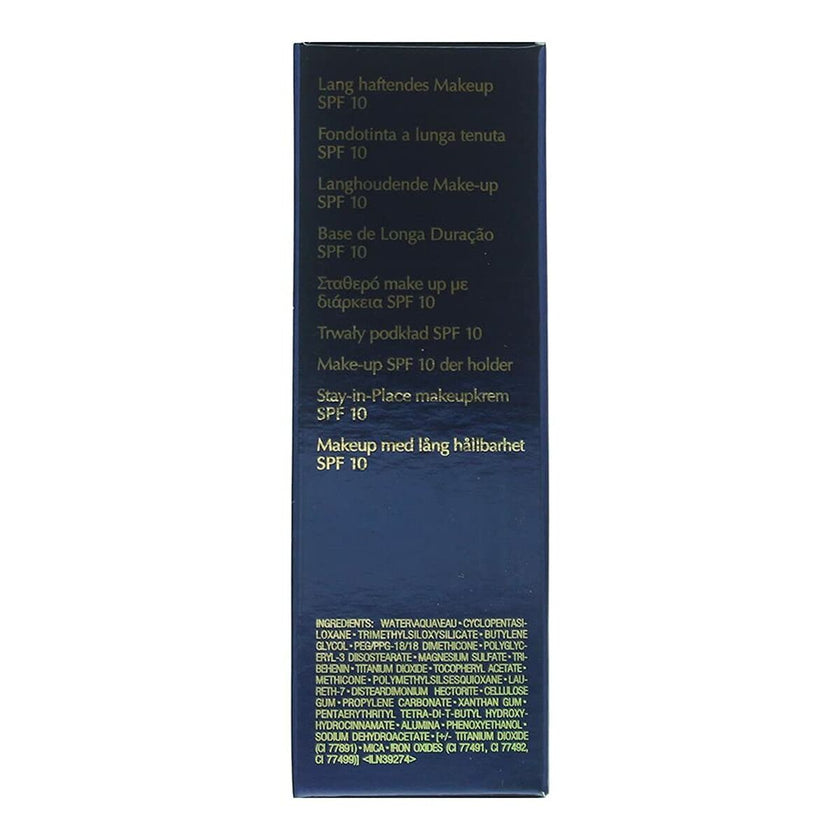 Lang haftendes Makeup
SPF 10
Fondotinta a lunga tenuta
SPF 10
Langhoudende Make-up
SPF 10
Base de Longa Duração
SPF 10
Σταθερό make up με
διάρκεια SPF 10
Trwały podkład SPF 10
Make-up SPF 10 der holder
Stay-in-Place makeupkrem
SPF 10
Makeup med lång hållbarhet
SPF 10
INGREDIENTS: WATER\AQUA\EAU • CYCLOPENTASI-
LOXANE • TRIMETHYLSILOXYSILICATE • BUTYLENE
GLYCOL • PEG/PPG-18/18 DIMETHICONE • POLYGLYC-
ERYL-3 DIISOSTEARATE • MAGNESIUM SULFATE • TRI-
BEHENIN • TITANIUM DIOXIDE • TOCOPHERYL ACETATE •
METHICONE • POLYMETHYLSILSESQUIOXANE • LAU-
RETH-7 • DISTEARDIMONIUM HECTORITE • CELLULOSE
GUM • PROPYLENE CARBONATE • XANTHAN GUM •
PENTAERYTHRITYL TETRA-DI-T-BUTYL HYDROXY-
HYDROCINNAMATE • ALUMINA • PHENOXYETHANOL •
SODIUM DEHYDROACETATE • [+/- TITANIUM DIOXIDE
(CI 77891) • MICA • IRON OXIDES (CI 77491, CI 77492,
CI 77499)] <ILN39274>